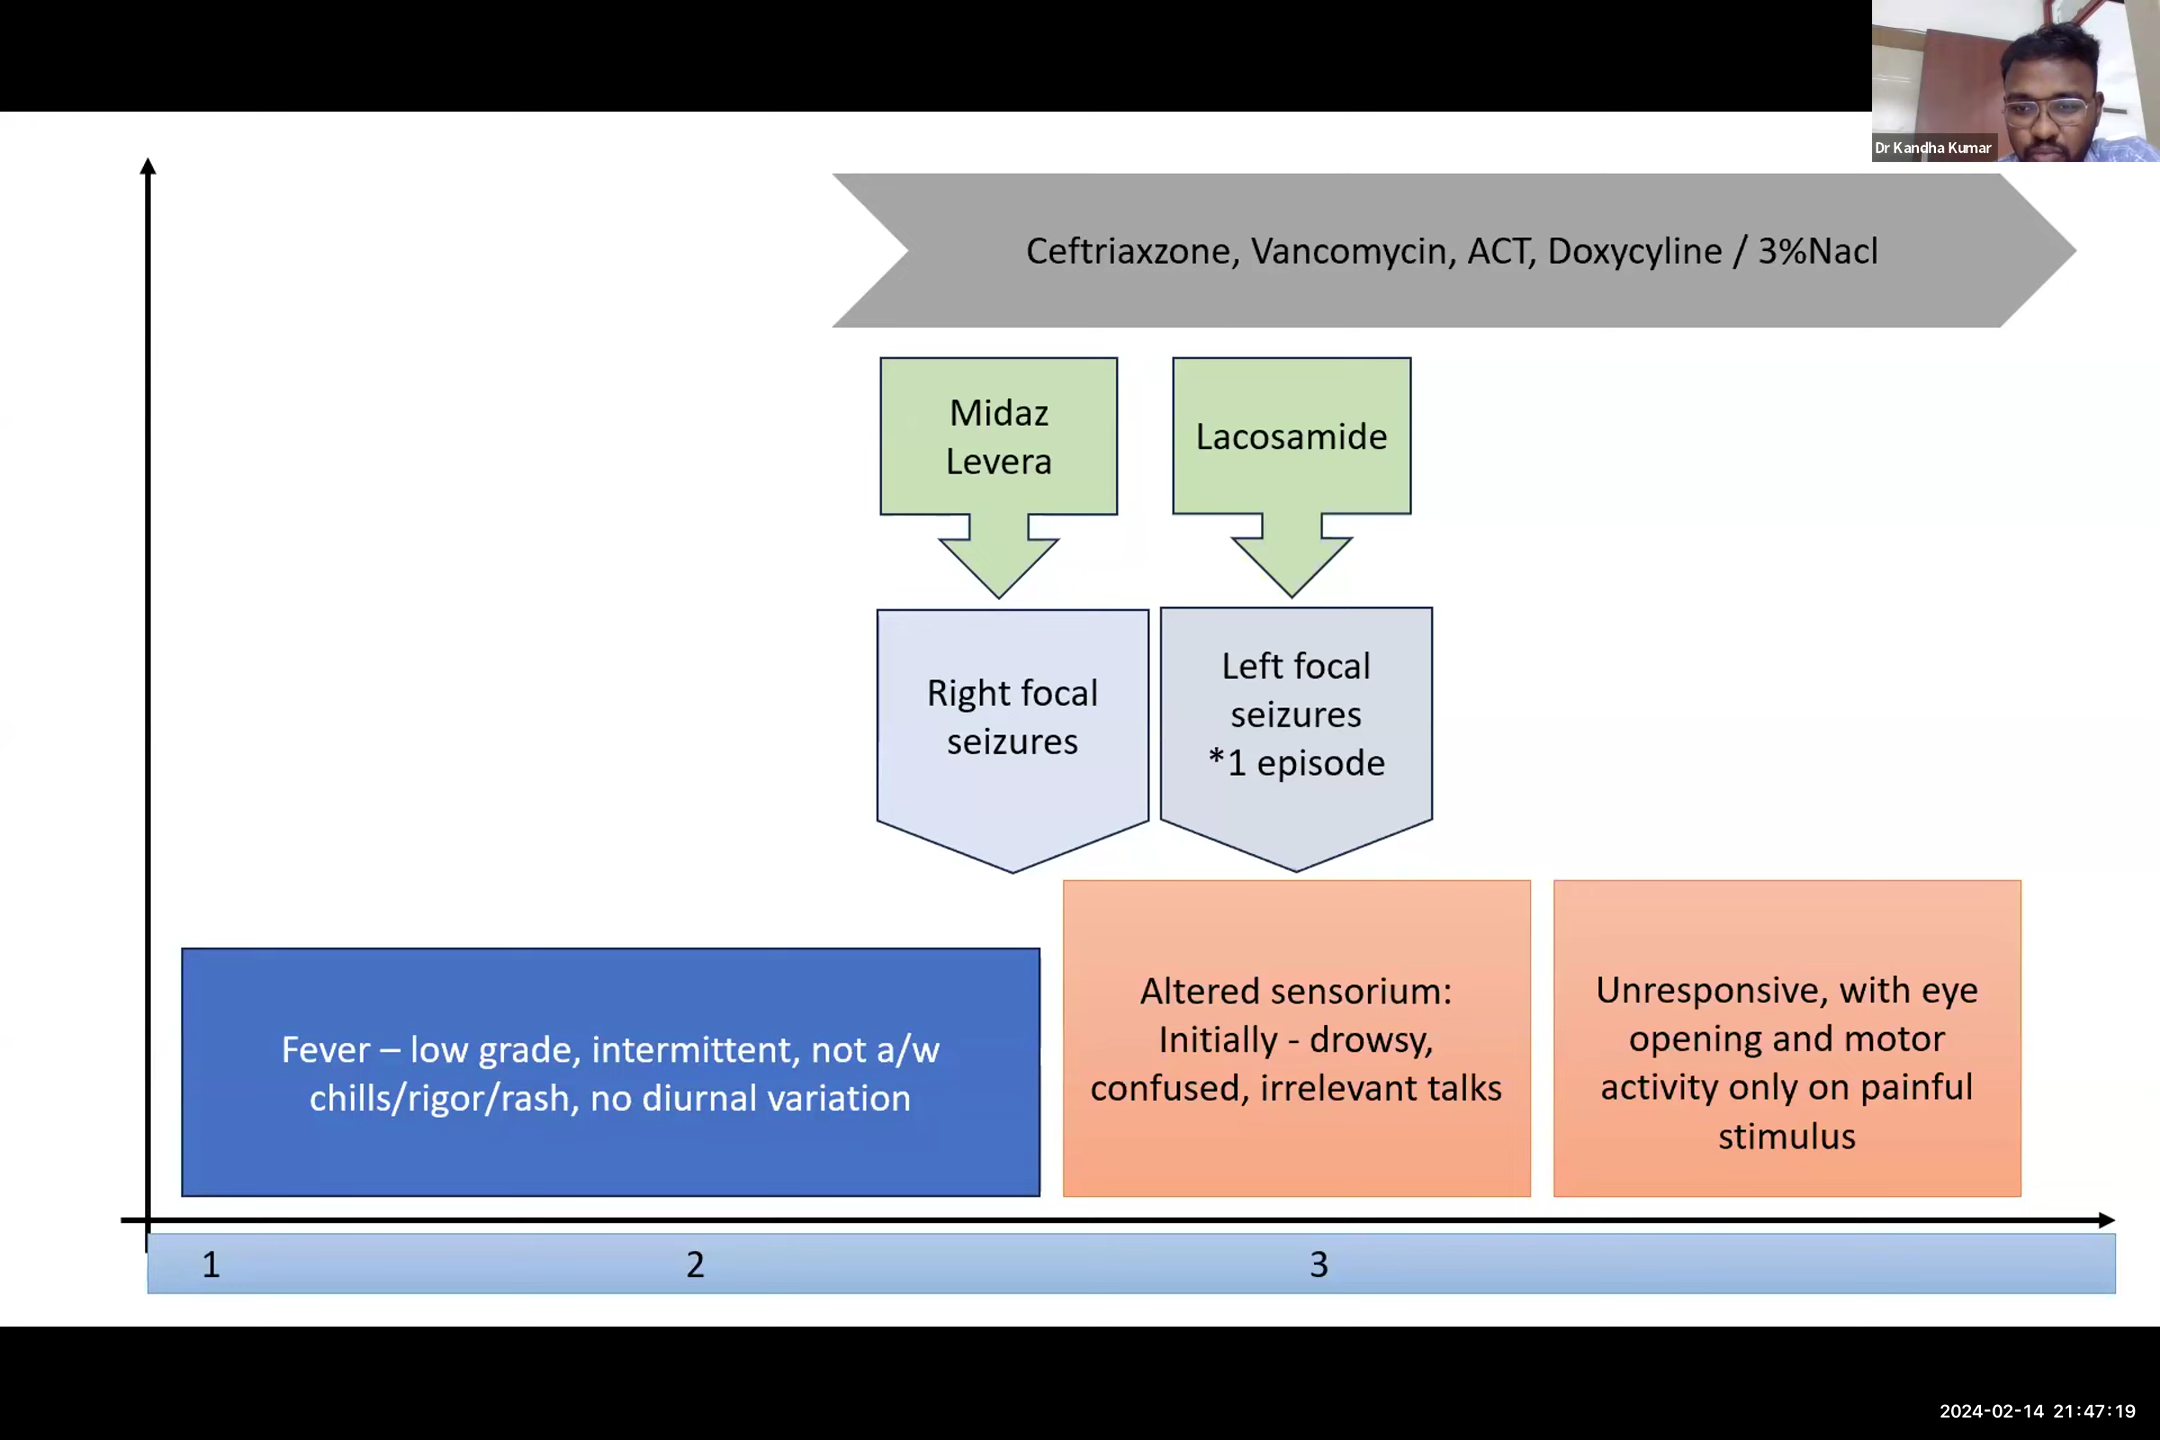 Dr Kandha Kumar
Ceftriaxzone, Vancomycin, ACT, Doxycyline / 3%Nacl
Midaz
Levera
Lacosamide
Right focal
seizures
Left focal
seizures
*1 episode
Fever – low grade, intermittent, not a/w
chills/rigor/rash, no diurnal variation
Altered sensorium:
Initially - drowsy,
confused, irrelevant talks
Unresponsive, with eye
opening and motor
activity only on painful
stimulus
1
2
3
2024-02-14 21:47:19